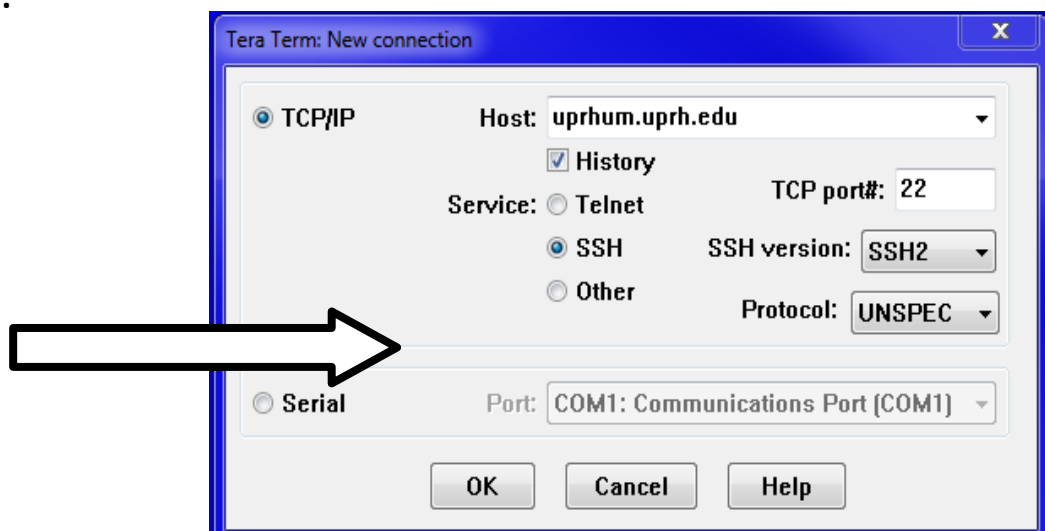 .
Tera Term: New connection
TCP/IP Host: uprhum.uprh.edu
History
TCP port#: 22
Service: Telnet
SSH SSH version: SSH2
Other
Protocol: UNSPEC
Serial Port: COM1: Communications Port (COM1)
OK Cancel Help